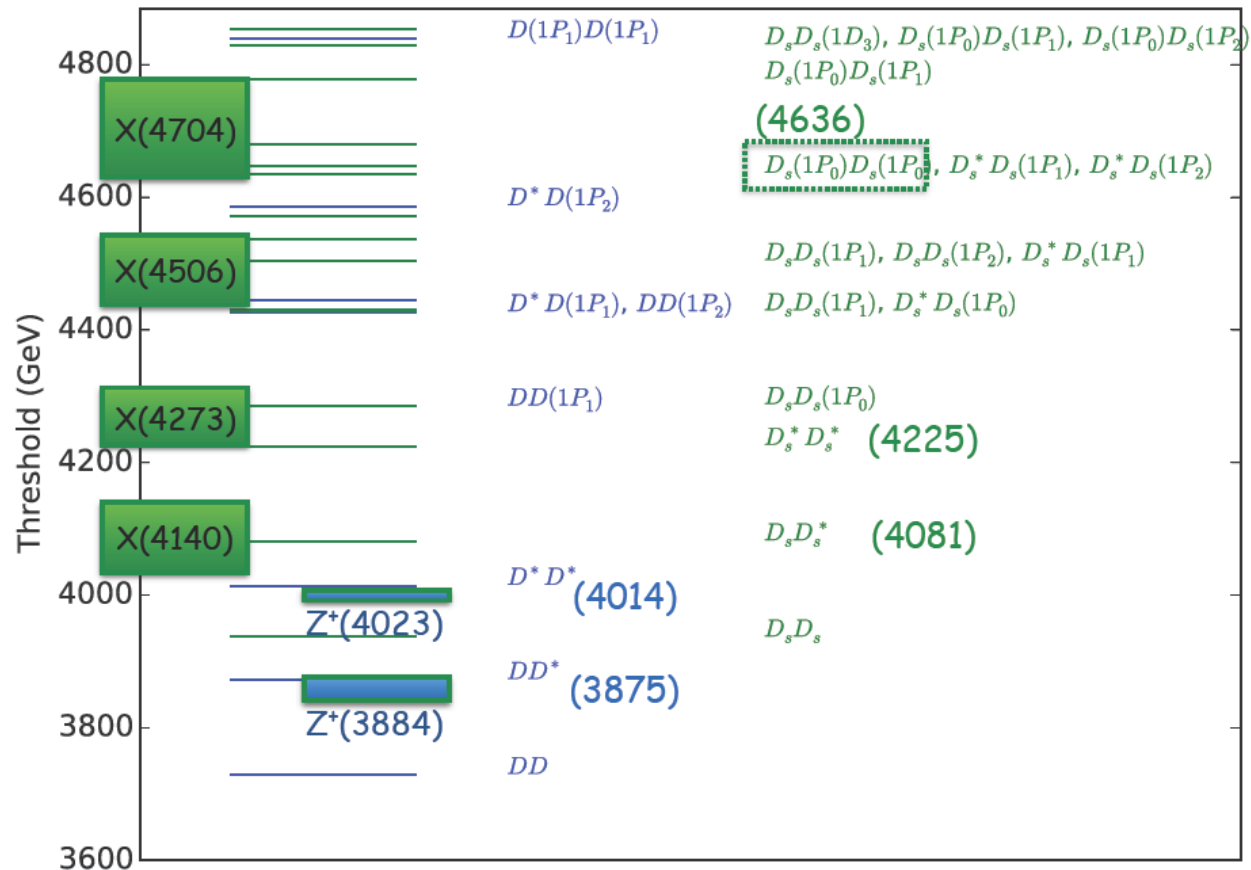 D(1P₁)D(1P₁) DₛDₛ(1D₃), Dₛ(1P₀)Dₛ(1P₁), Dₛ(1P₀)Dₛ(1P₂)
4800 Dₛ(1P₀)Dₛ(1P₁)
X(4704) (4636)
Dₛ(1P₀)Dₛ(1P₀), Dₛ*Dₛ(1P₁), Dₛ*Dₛ(1P₂)
4600 D*D(1P₂)
X(4506) DₛDₛ(1P₁), DₛDₛ(1P₂), Dₛ*Dₛ(1P₁)
D*D(1P₁), DD(1P₂) DₛDₛ(1P₁), Dₛ*Dₛ(1P₀)
4400
Threshold (GeV)
DD(1P₁) DₛDₛ(1P₀)
X(4273) Dₛ*Dₛ* (4225)
4200
X(4140) DₛDₛ* (4081)
4000 D*D* (4014)
Z⁺(4023) DₛDₛ
DD* (3875)
3800 Z⁺(3884)
DD
3600